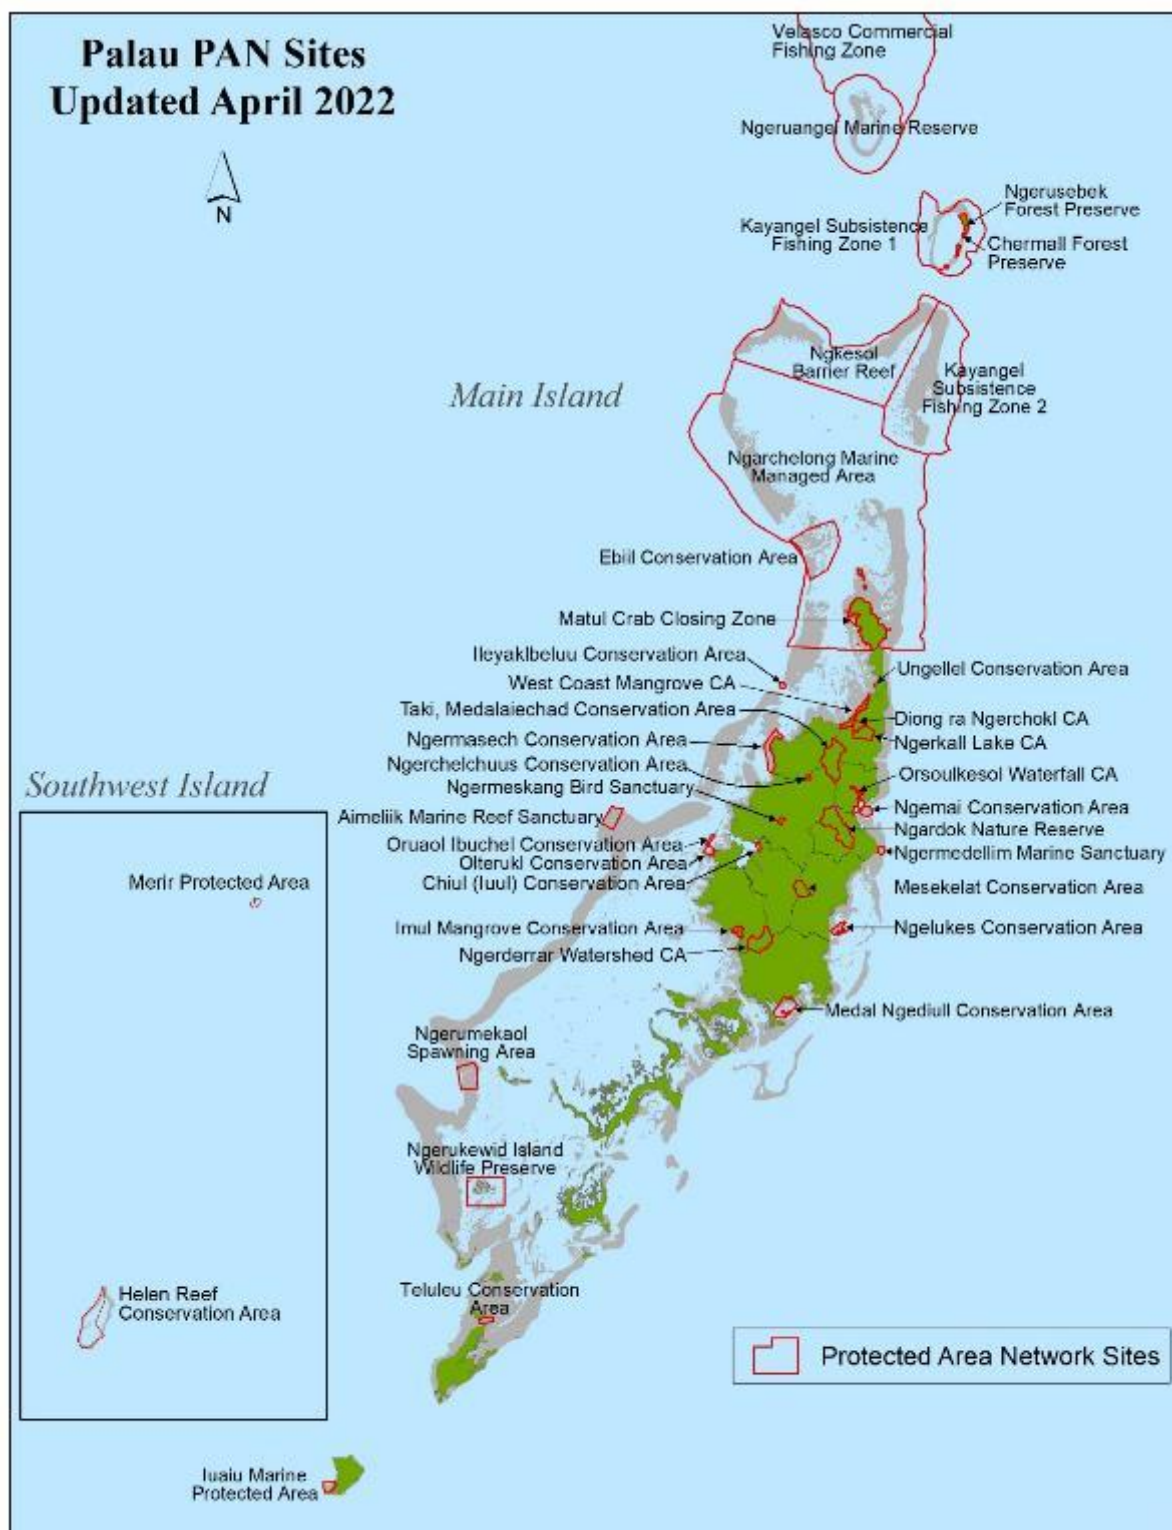 Palau PAN Sites
Updated April 2022
N
Velasco Commercial
Fishing Zone
Ngeruangel Marine Reserve
Ngerusebek
Forest Preserve
Kayangel Subsistence
Fishing Zone 1
Chermall Forest
Preserve
Ngkesol
Barrier Reef
Kayangel
Subsistence
Fishing Zone 2
Main Island
Ngarchelong Marine
Managed Area
Ebiil Conservation Area
Matul Crab Closing Zone
Ileyaklbeluu Conservation Area
Ungellel Conservation Area
West Coast Mangrove CA
Taki, Medalaiechad Conservation Area
Diong ra Ngerchokl CA
Ngermasech Conservation Area
Ngerkall Lake CA
Ngerchelchuus Conservation Area
Orsoulkesol Waterfall CA
Ngermeskang Bird Sanctuary
Ngemai Conservation Area
Aimeliik Marine Reef Sanctuary
Ngardok Nature Reserve
Oruaol Ibuchel Conservation Area
Ngermedellim Marine Sanctuary
Olterukl Conservation Area
Chiul (Iuul) Conservation Area
Mesekelat Conservation Area
Imul Mangrove Conservation Area
Ngelukes Conservation Area
Ngerderrar Watershed CA
Medal Ngediull Conservation Area
Southwest Island
Merir Protected Area
Ngerumekaol
Spawning Area
Ngerukewid Island
Wildlife Preserve
Helen Reef
Conservation Area
Teluleu Conservation
Area
Protected Area Network Sites
Iuaiu Marine
Protected Area